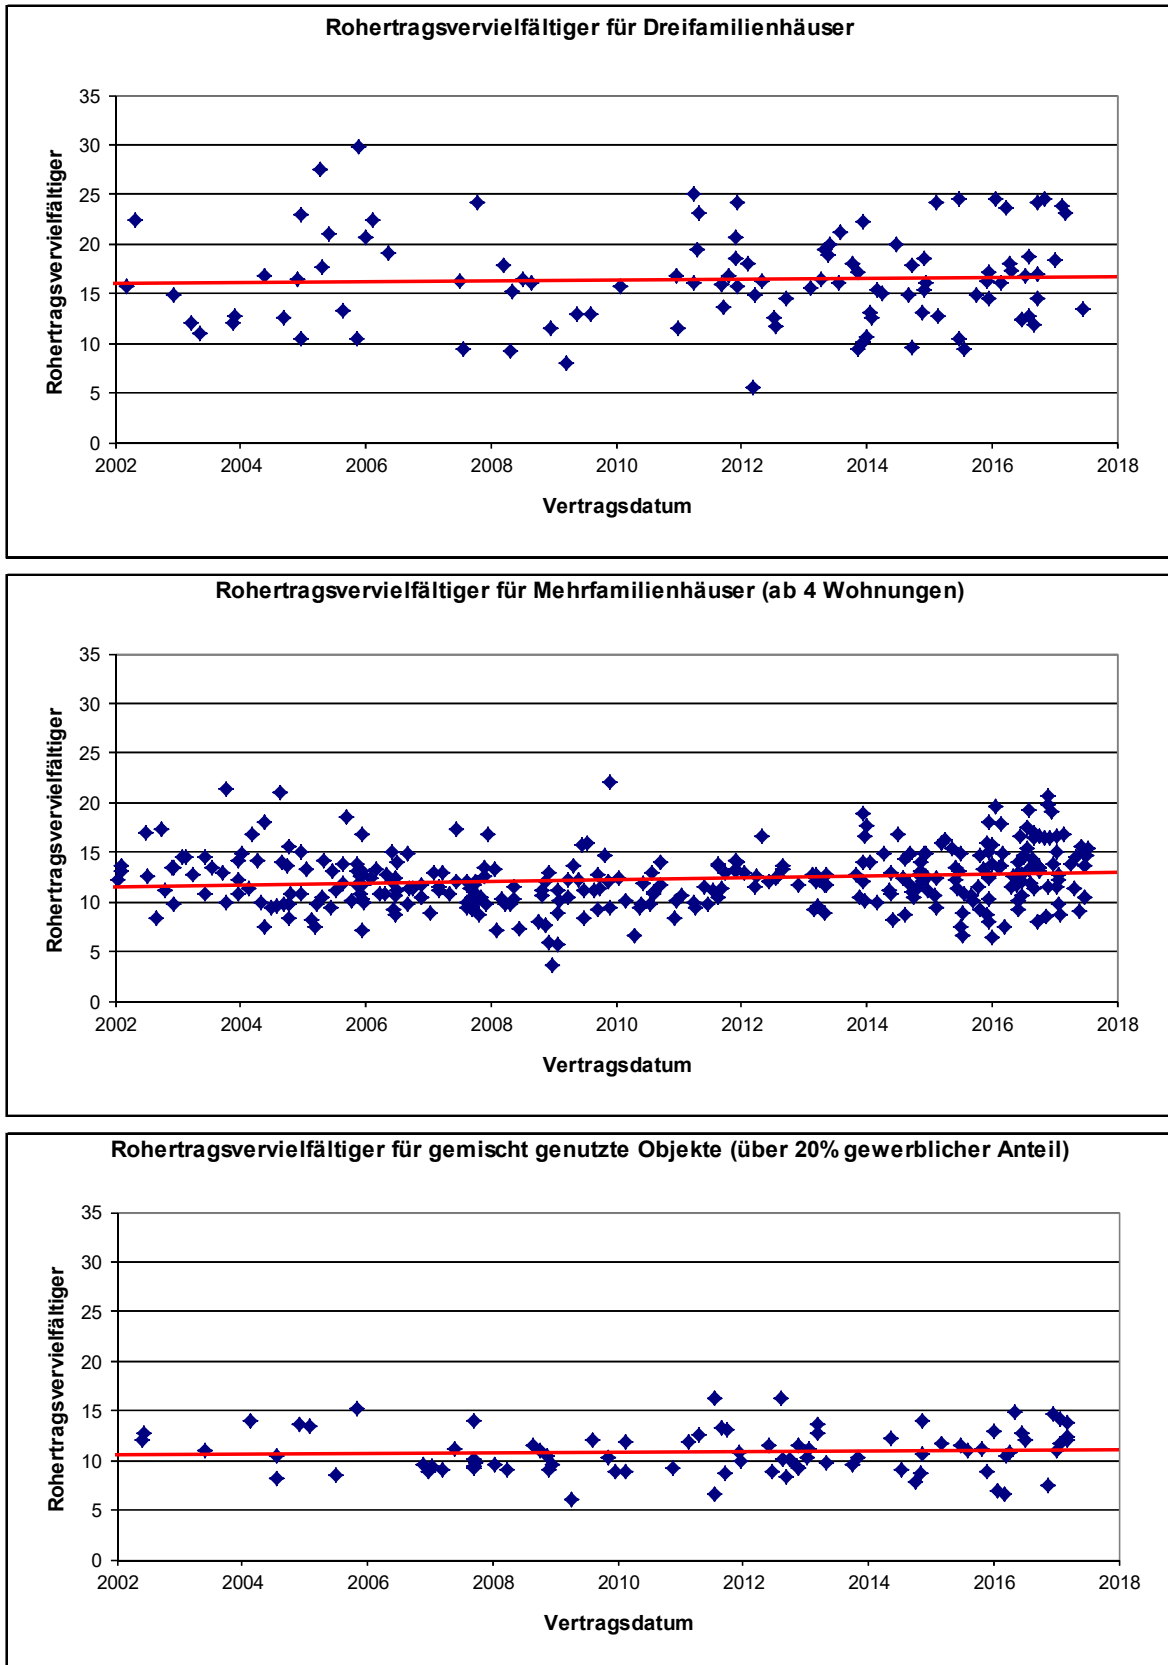 Rohertragsvervielfältiger für Dreifamilienhäuser
35
30
25
20
15
10
5
0
Rohertragsvervielfältiger
2002 2004 2006 2008 2010 2012 2014 2016 2018
Vertragsdatum
Rohertragsvervielfältiger für Mehrfamilienhäuser (ab 4 Wohnungen)
35
30
25
20
15
10
5
0
Rohertragsvervielfältiger
2002 2004 2006 2008 2010 2012 2014 2016 2018
Vertragsdatum
Rohertragsvervielfältiger für gemischt genutzte Objekte (über 20% gewerblicher Anteil)
35
30
25
20
15
10
5
0
Rohertragsvervielfältiger
2002 2004 2006 2008 2010 2012 2014 2016 2018
Vertragsdatum